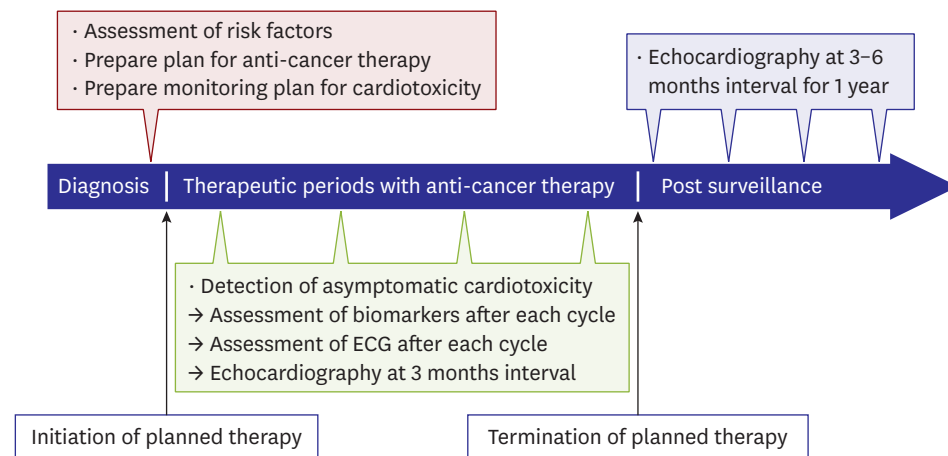 · Assessment of risk factors
· Prepare plan for anti-cancer therapy
· Prepare monitoring plan for cardiotoxicity
· Echocardiography at 3–6
months interval for 1 year
Diagnosis
Therapeutic periods with anti-cancer therapy
Post surveillance
· Detection of asymptomatic cardiotoxicity
→ Assessment of biomarkers after each cycle
→ Assessment of ECG after each cycle
→ Echocardiography at 3 months interval
Initiation of planned therapy
Termination of planned therapy